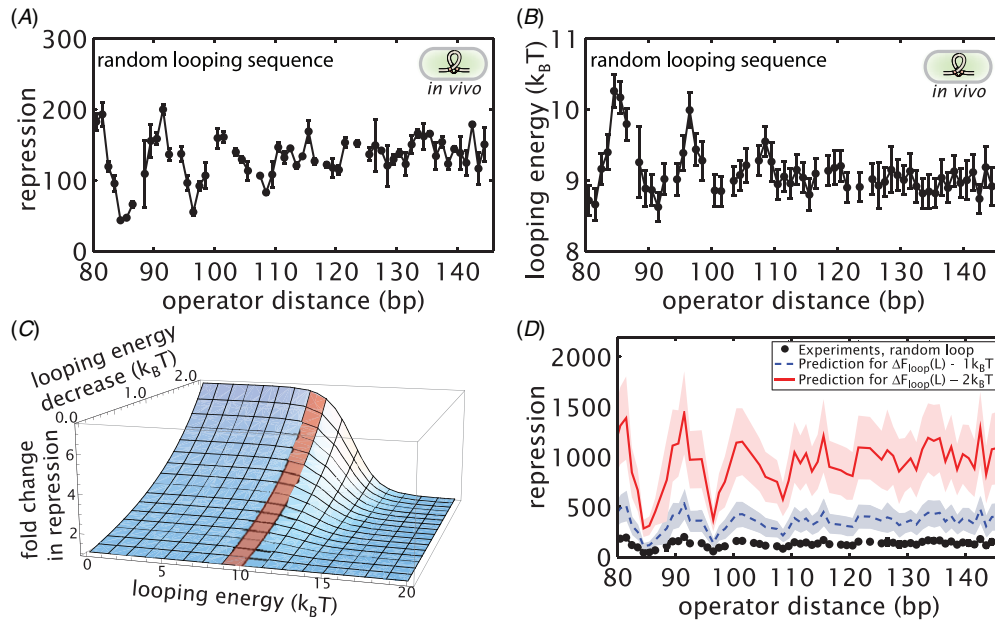 (A)
300
200
100
0
repression
random looping sequence
in vivo
80 90 100 110 120 130 140
operator distance (bp)
(B)
11
10
9
8
looping energy (kBT)
random looping sequence
in vivo
80 90 100 110 120 130 140
operator distance (bp)
(C)
looping energy
decrease (kBT)
0.0 1.0 2.0
fold change
in repression
6
4
2
0 5 10 15 20
looping energy (kBT)
(D)
2000
1500
1000
500
0
repression
Experiments, random loop
Prediction for ΔFloop(L) - 1kBT
Prediction for ΔFloop(L) – 2kBT
80 90 100 110 120 130 140
operator distance (bp)